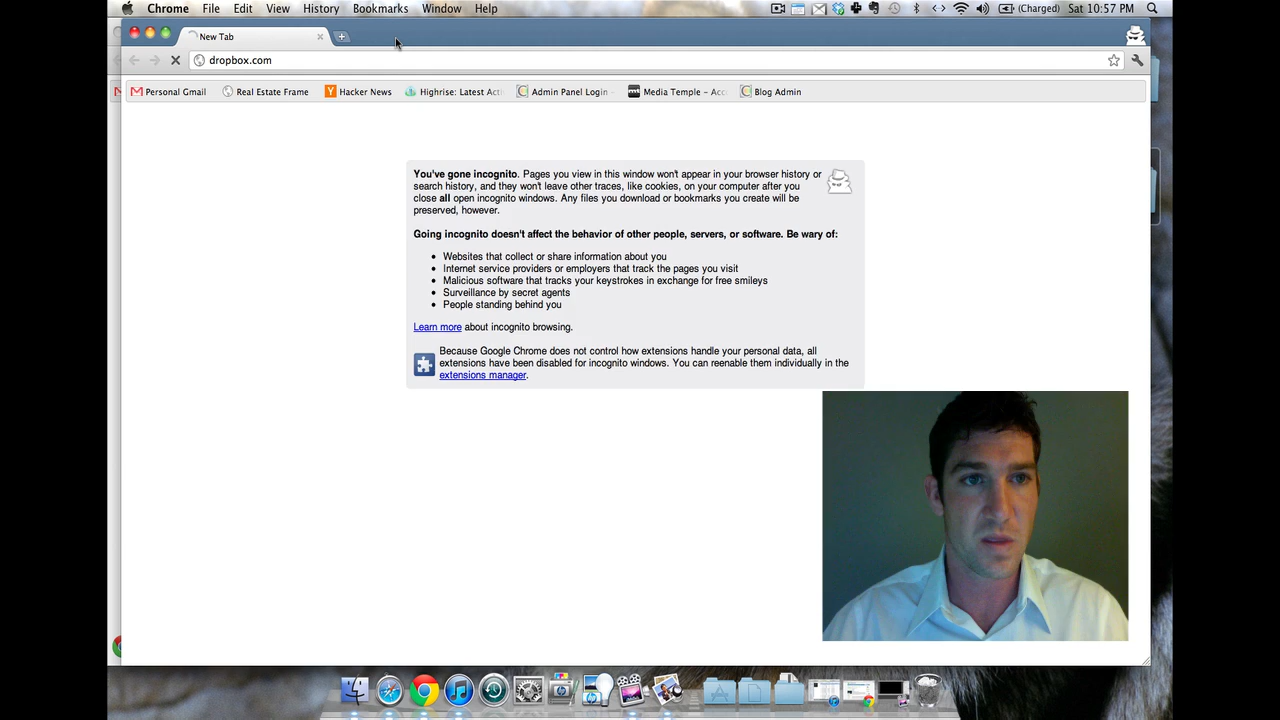 Chrome File Edit View History Bookmarks Window Help (Charged) Sat 10:57 PM
New Tab
dropbox.com
Personal Gmail Real Estate Frame Hacker News Highrise: Latest Acti Admin Panel Login Media Temple – Acc Blog Admin
You've gone incognito. Pages you view in this window won't appear in your browser history or
search history, and they won't leave other traces, like cookies, on your computer after you
close all open incognito windows. Any files you download or bookmarks you create will be
preserved, however.
Going incognito doesn't affect the behavior of other people, servers, or software. Be wary of:
• Websites that collect or share information about you
• Internet service providers or employers that track the pages you visit
• Malicious software that tracks your keystrokes in exchange for free smileys
• Surveillance by secret agents
• People standing behind you
Learn more about incognito browsing.
Because Google Chrome does not control how extensions handle your personal data, all
extensions have been disabled for incognito windows. You can reenable them individually in the
extensions manager.